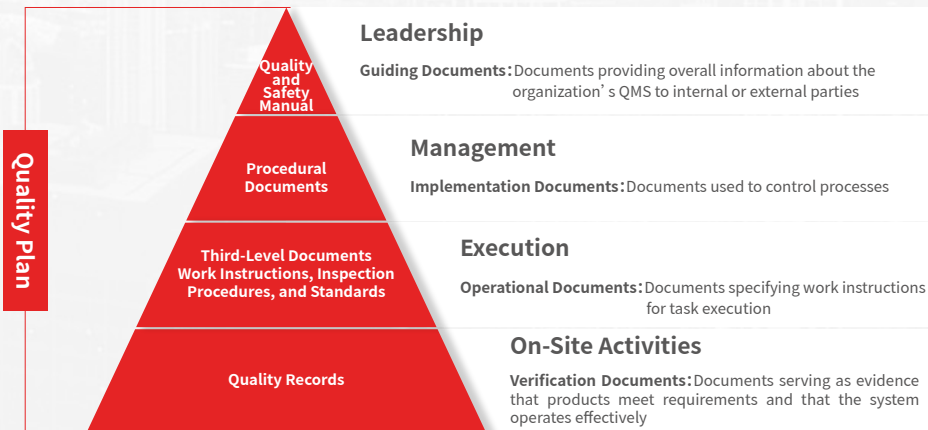 Quality Plan
Quality
and
Safety
Manual
Leadership
Guiding Documents:Documents providing overall information about the
organization's QMS to internal or external parties
Procedural
Documents
Management
Implementation Documents:Documents used to control processes
Third-Level Documents
Work Instructions, Inspection
Procedures, and Standards
Execution
Operational Documents:Documents specifying work instructions
for task execution
Quality Records
On-Site Activities
Verification Documents:Documents serving as evidence
that products meet requirements and that the system
operates effectively